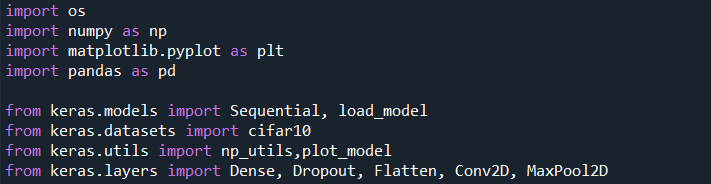 import os
import numpy as np
import matplotlib.pyplot as plt
import pandas as pd
from keras.models import Sequential, load_model
from keras.datasets import cifar10
from keras.utils import np_utils,plot_model
from keras.layers import Dense, Dropout, Flatten, Conv2D, MaxPool2D